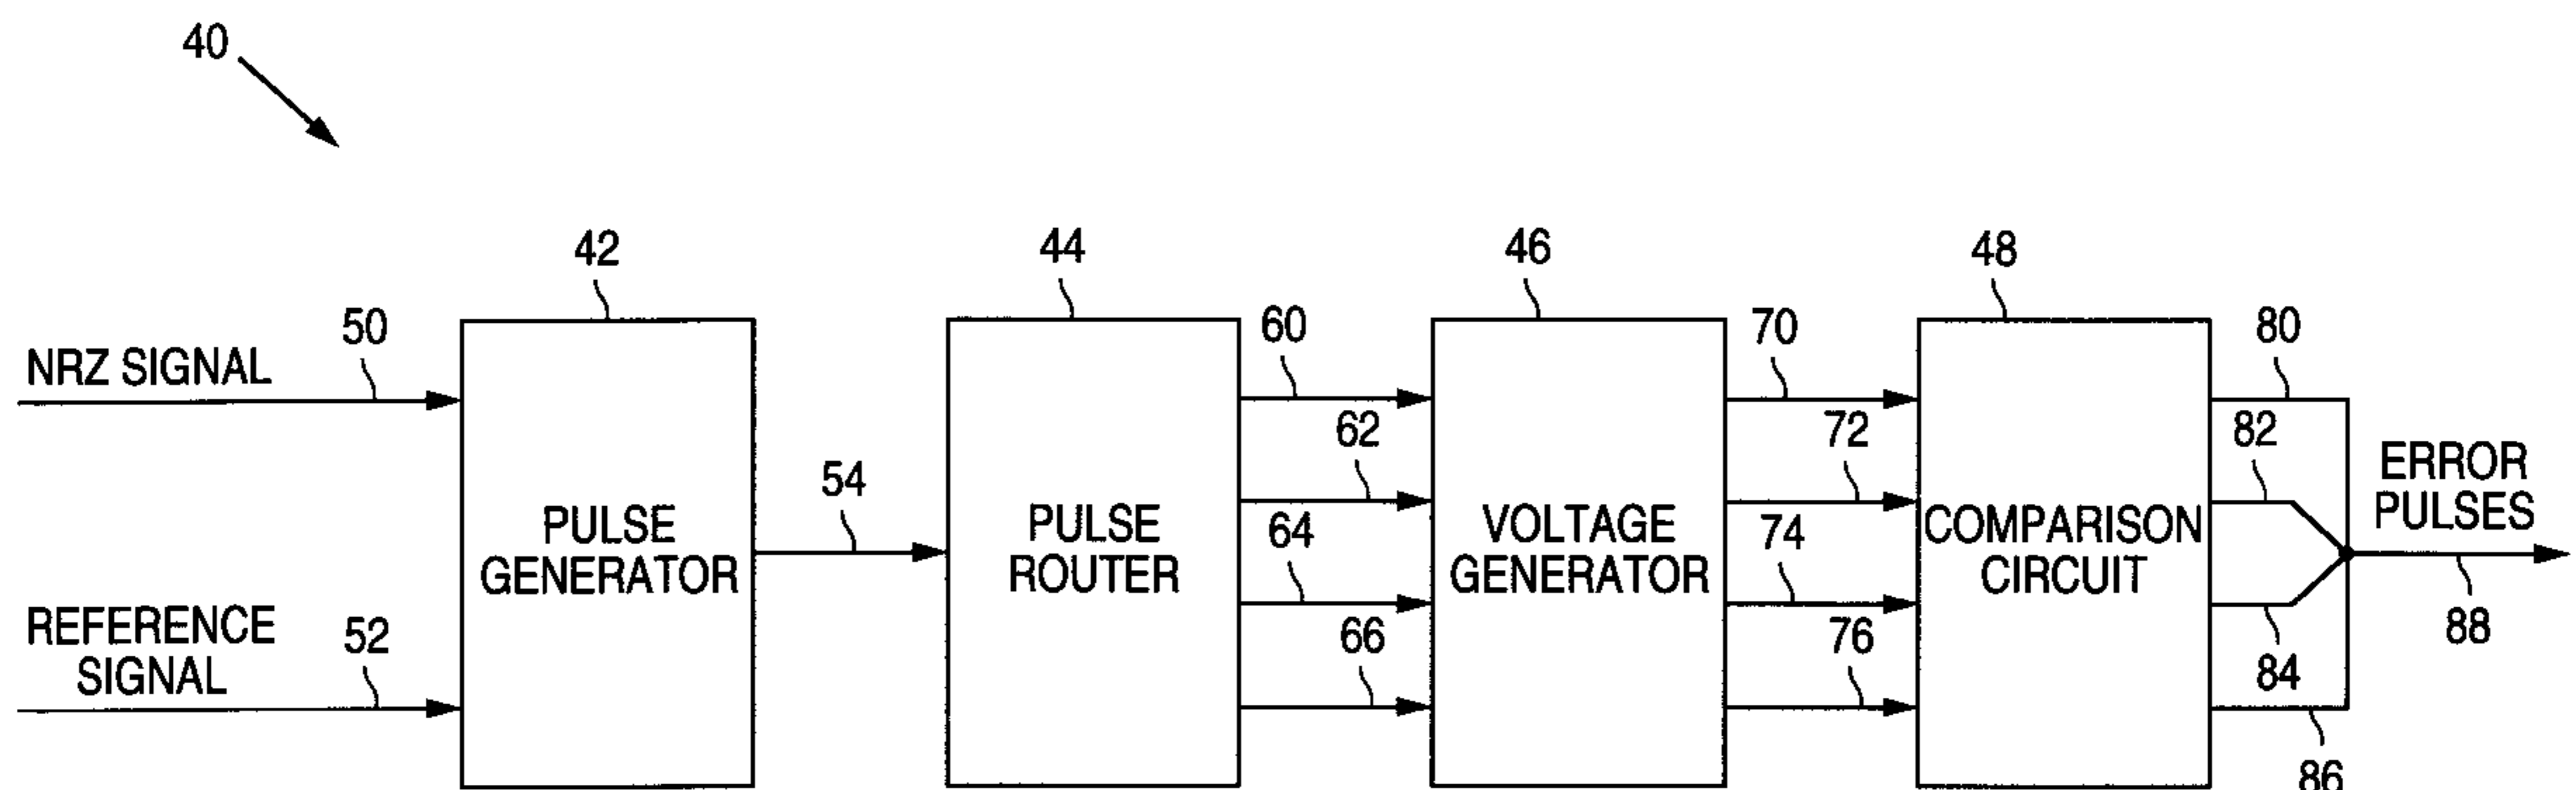 40
42
44
46
48
50
60
70
80
NRZ SIGNAL
62
72
82
ERROR
PULSES
54
64
74
PULSE
GENERATOR
PULSE
ROUTER
VOLTAGE
GENERATOR
COMPARISON
CIRCUIT
REFERENCE
SIGNAL
52
66
76
84
88
86